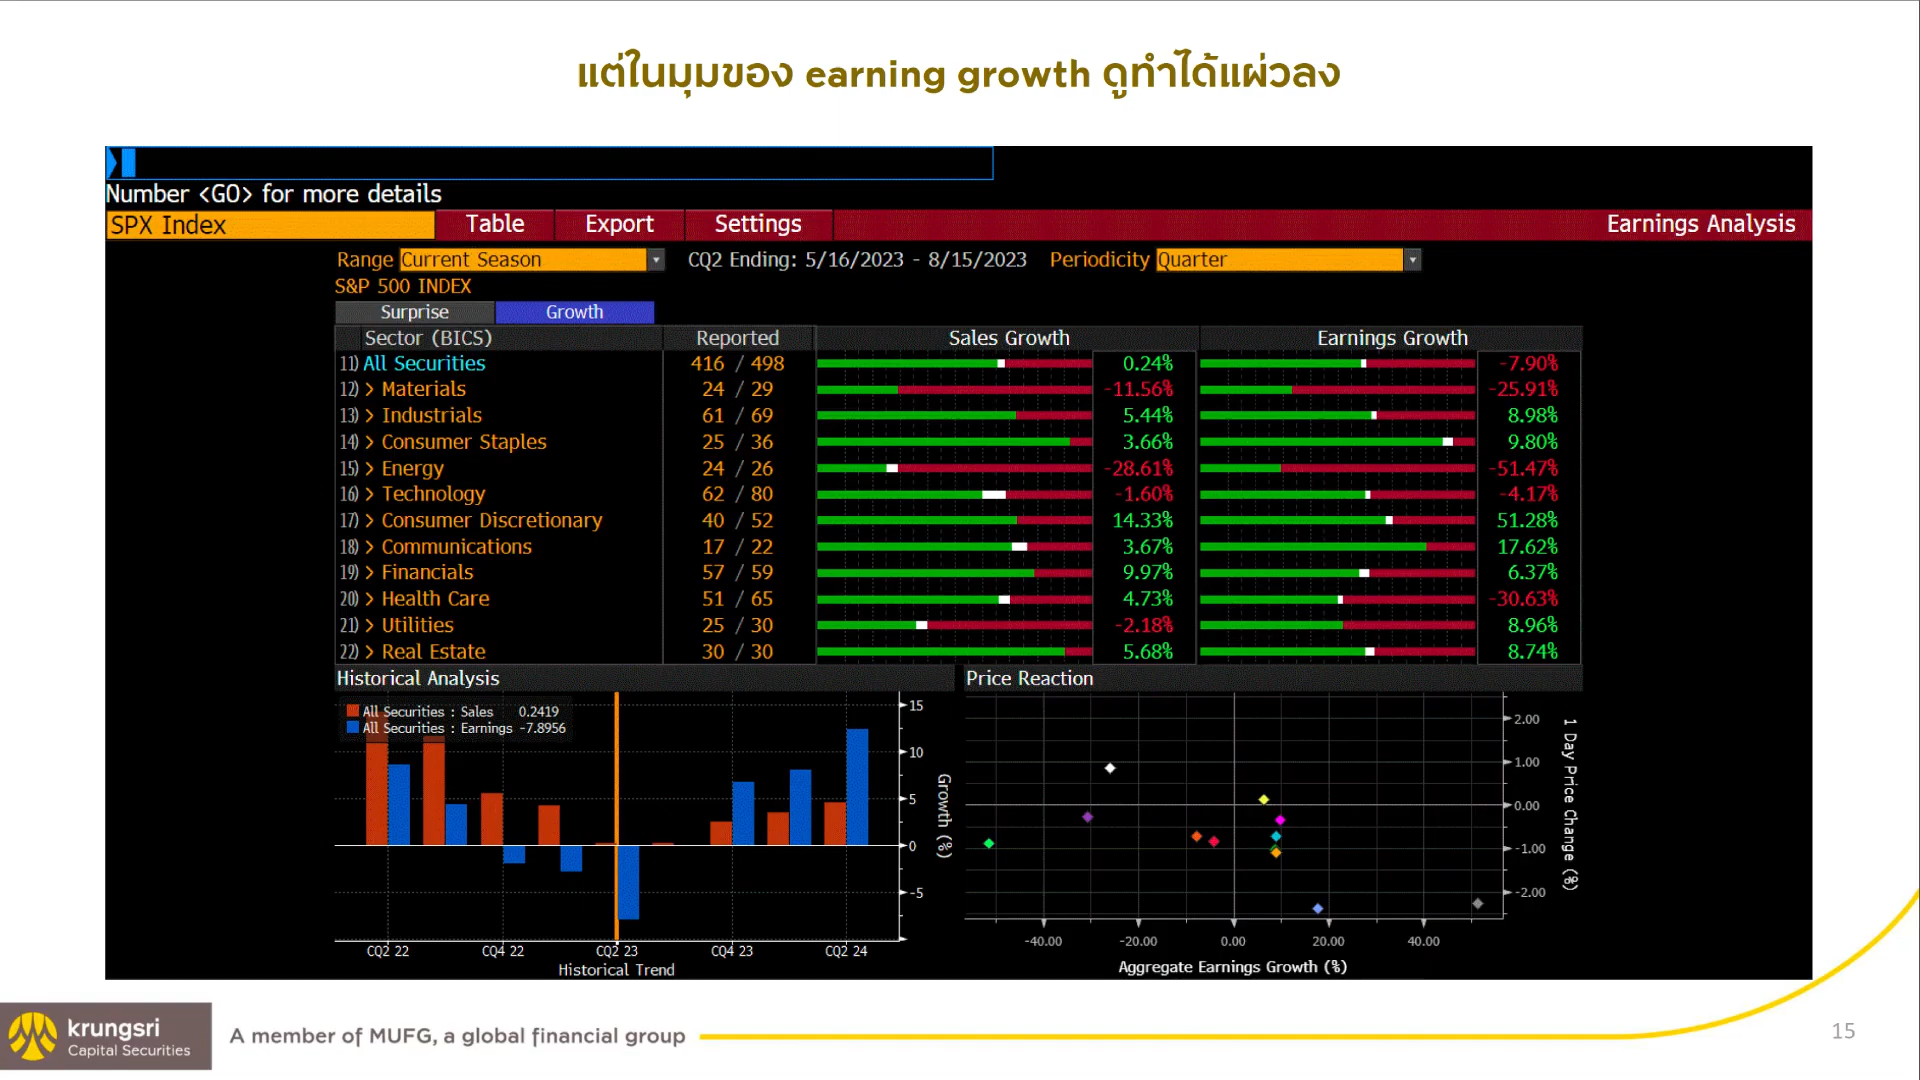 แต่ในมุมของ earning growth ดูทำได้แผ่วลง
Number <GO> for more details
SPX Index Table Export Settings Earnings Analysis
Range Current Season CQ2 Ending: 5/16/2023 - 8/15/2023 Periodicity Quarter
S&P 500 INDEX
Surprise Growth
Sector (BICS) Reported Sales Growth Earnings Growth
11) All Securities 416 / 498 0.24% -7.90%
12) > Materials 24 / 29 -11.56% -25.91%
13) > Industrials 61 / 69 5.44% 8.98%
14) > Consumer Staples 25 / 36 3.66% 9.80%
15) > Energy 24 / 26 -28.61% -51.47%
16) > Technology 62 / 80 -1.60% -4.17%
17) > Consumer Discretionary 40 / 52 14.33% 51.28%
18) > Communications 17 / 22 3.67% 17.62%
19) > Financials 57 / 59 9.97% 6.37%
20) > Health Care 51 / 65 4.73% -30.63%
21) > Utilities 25 / 30 -2.18% 8.96%
22) > Real Estate 30 / 30 5.68% 8.74%
Historical Analysis
All Securities : Sales 0.2419
All Securities : Earnings -7.8956
15
10
5
0
-5
Growth (%)
CQ2 22 CQ4 22 CQ2 23 CQ4 23 CQ2 24
Historical Trend
Price Reaction
2.00
1.00
0.00
-1.00
-2.00
1 Day Price Change (%)
-40.00 -20.00 0.00 20.00 40.00
Aggregate Earnings Growth (%)
krungsri
Capital Securities
A member of MUFG, a global financial group
15